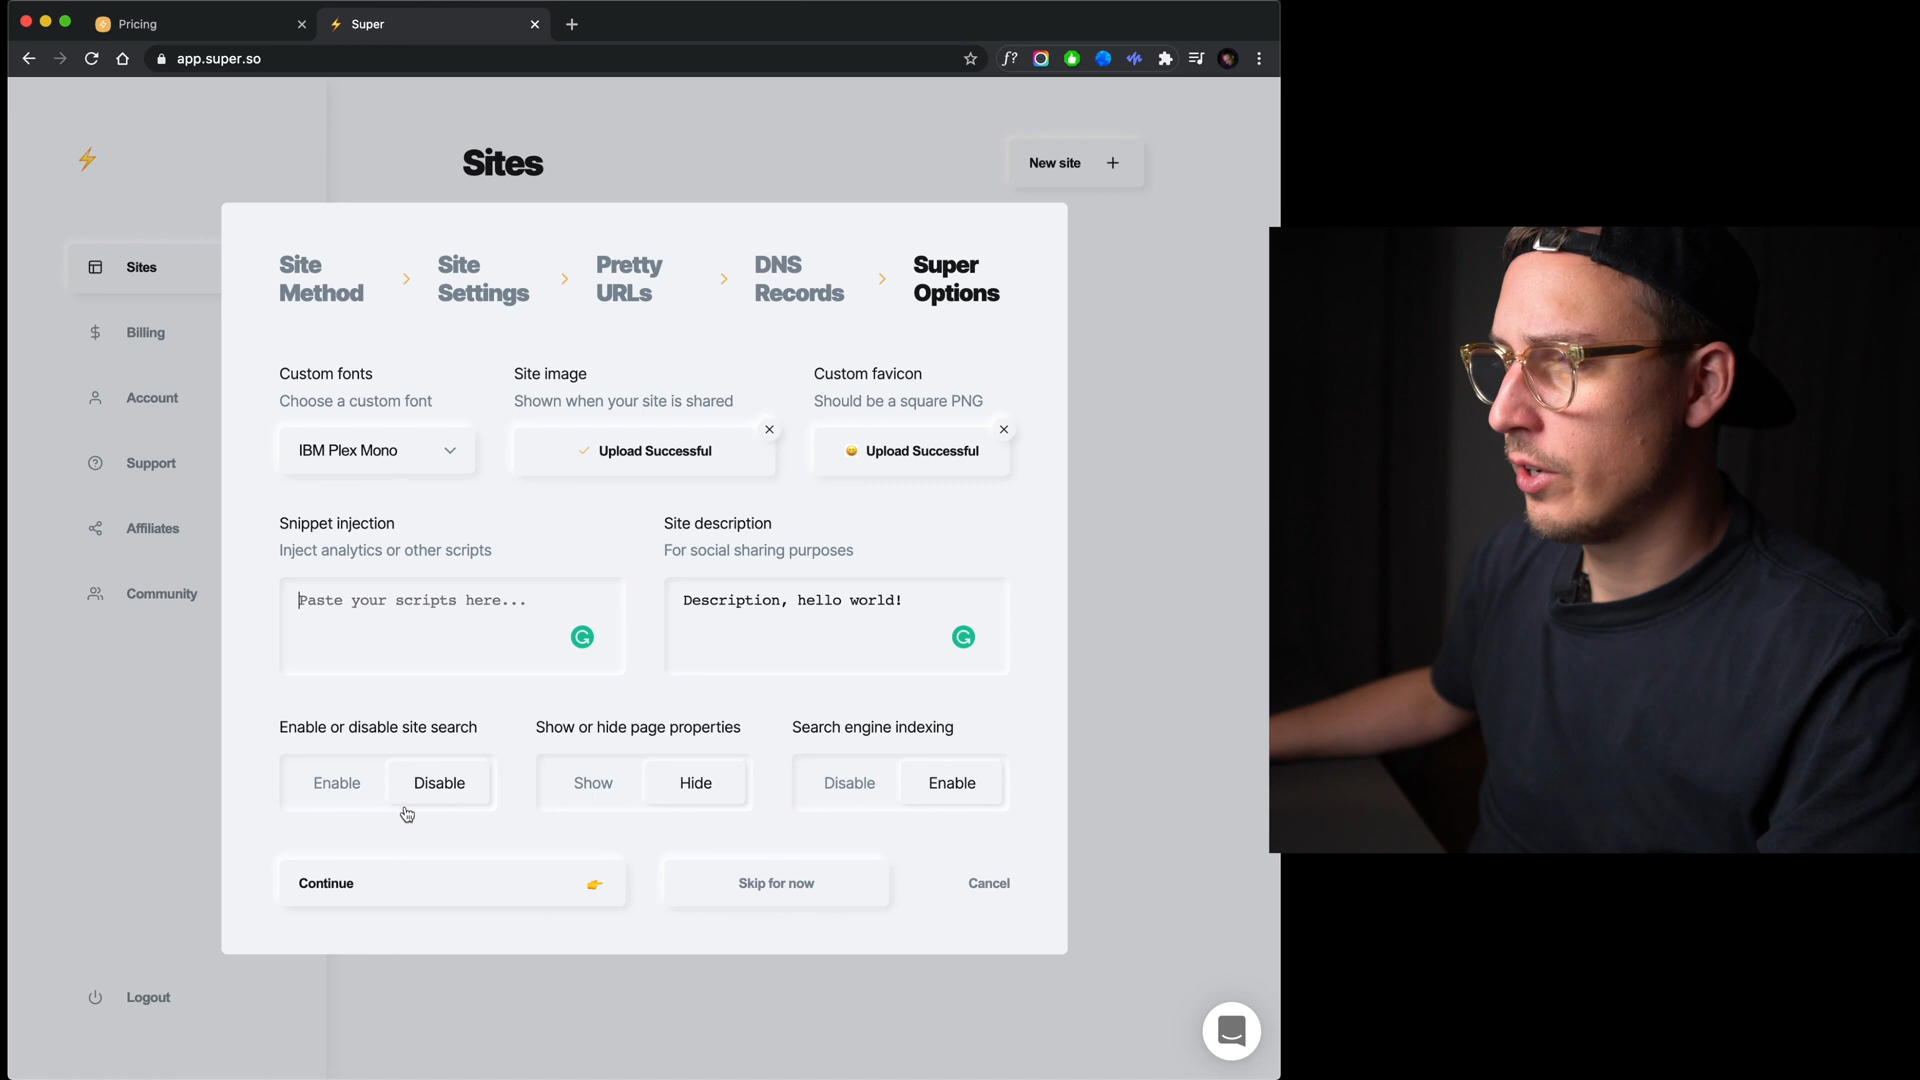 Pricing
Super
app.super.so
f?
Sites
New site
Sites
Billing
Account
Support
Affiliates
Community
Logout
Site Method
Site Settings
Pretty URLs
DNS Records
Super Options
Custom fonts
Choose a custom font
IBM Plex Mono
Site image
Shown when your site is shared
Upload Successful
Custom favicon
Should be a square PNG
Upload Successful
Snippet injection
Inject analytics or other scripts
Paste your scripts here...
Site description
For social sharing purposes
Description, hello world!
Enable or disable site search
Enable Disable
Show or hide page properties
Show Hide
Search engine indexing
Disable Enable
Continue
Skip for now
Cancel